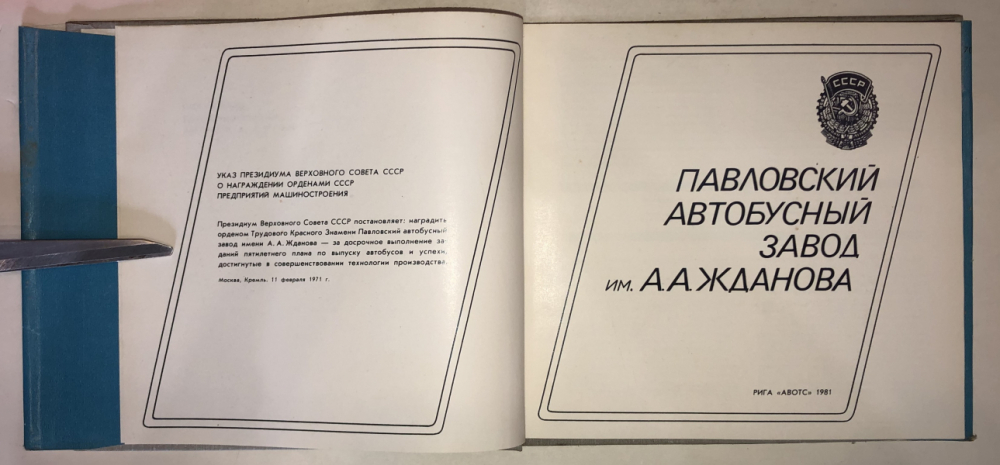 УКАЗ ПРЕЗИДИУМА ВЕРХОВНОГО СОВЕТА СССР
О НАГРАЖДЕНИИ ОРДЕНАМИ СССР
ПРЕДПРИЯТИЙ МАШИНОСТРОЕНИЯ
Президиум Верховного Совета СССР постановляет: наградить
орденом Трудового Красного Знамени Павловский автобусный
завод имени А. А. Жданова — за досрочное выполнение за-
даний пятилетнего плана по выпуску автобусов и успехи,
достигнутые в совершенствовании технологии производства.
Москва, Кремль. 11 февраля 1971 г.
СССР
ПАВЛОВСКИЙ
АВТОБУСНЫЙ
ЗАВОД
ИМ. А.А.ЖДАНОВА
РИГА «АВОТС» 1981